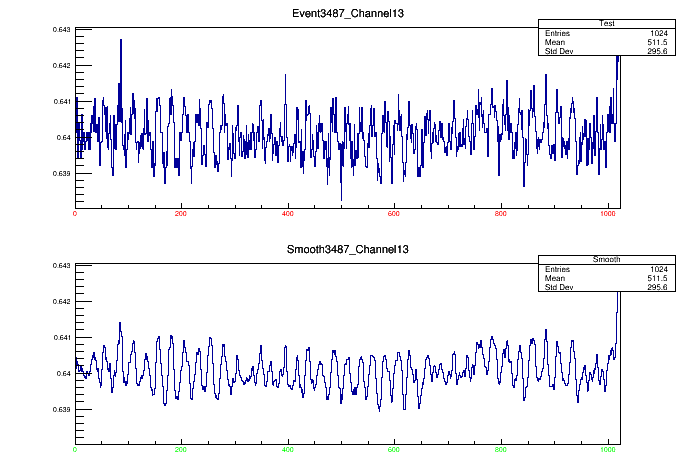 Event3487_Channel13
Test
Entries 1024
Mean 511.5
Std Dev 295.6
0.643
0.642
0.641
0.64
0.639
0 200 400 600 800 1000
Smooth3487_Channel13
Smooth
Entries 1024
Mean 511.5
Std Dev 295.6
0.643
0.642
0.641
0.64
0.639
0 200 400 600 800 1000